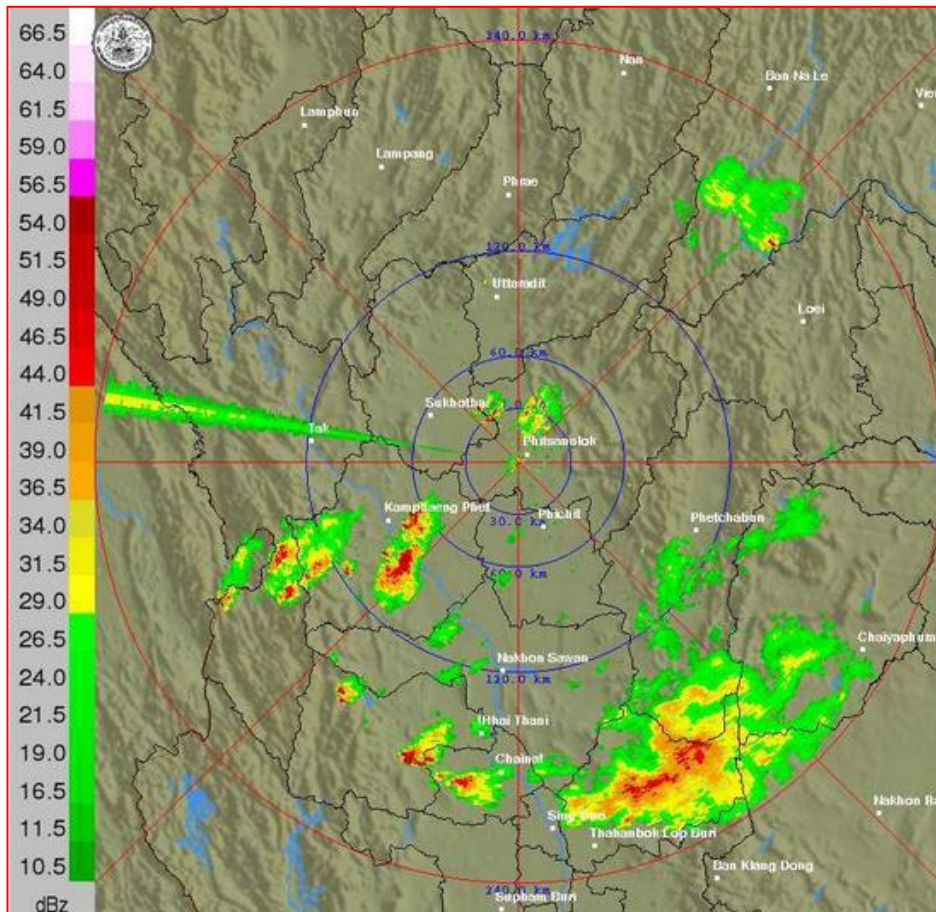 66.5
64.0
61.5
59.0
56.5
54.0
51.5
49.0
46.5
44.0
41.5
39.0
36.5
34.0
31.5
29.0
26.5
24.0
21.5
19.0
16.5
11.5
10.5
dBz
240.0 km
Nan
Ban Na Le
Lamphun
Lampang
Phrae
120.0 km
Uttaradit
Loei
60.0 km
Sukhothai
Tak
Phitsanulok
Kamphaeng Phet
30.0 km
Phichit
Phetchabun
60.0 km
Chaiyaphum
Nakhon Sawan
120.0 km
Uthai Thani
Chainat
Sing Buri
Thahanbok Lop Buri
Ban Klang Dong
240.0 km
Suphan Buri